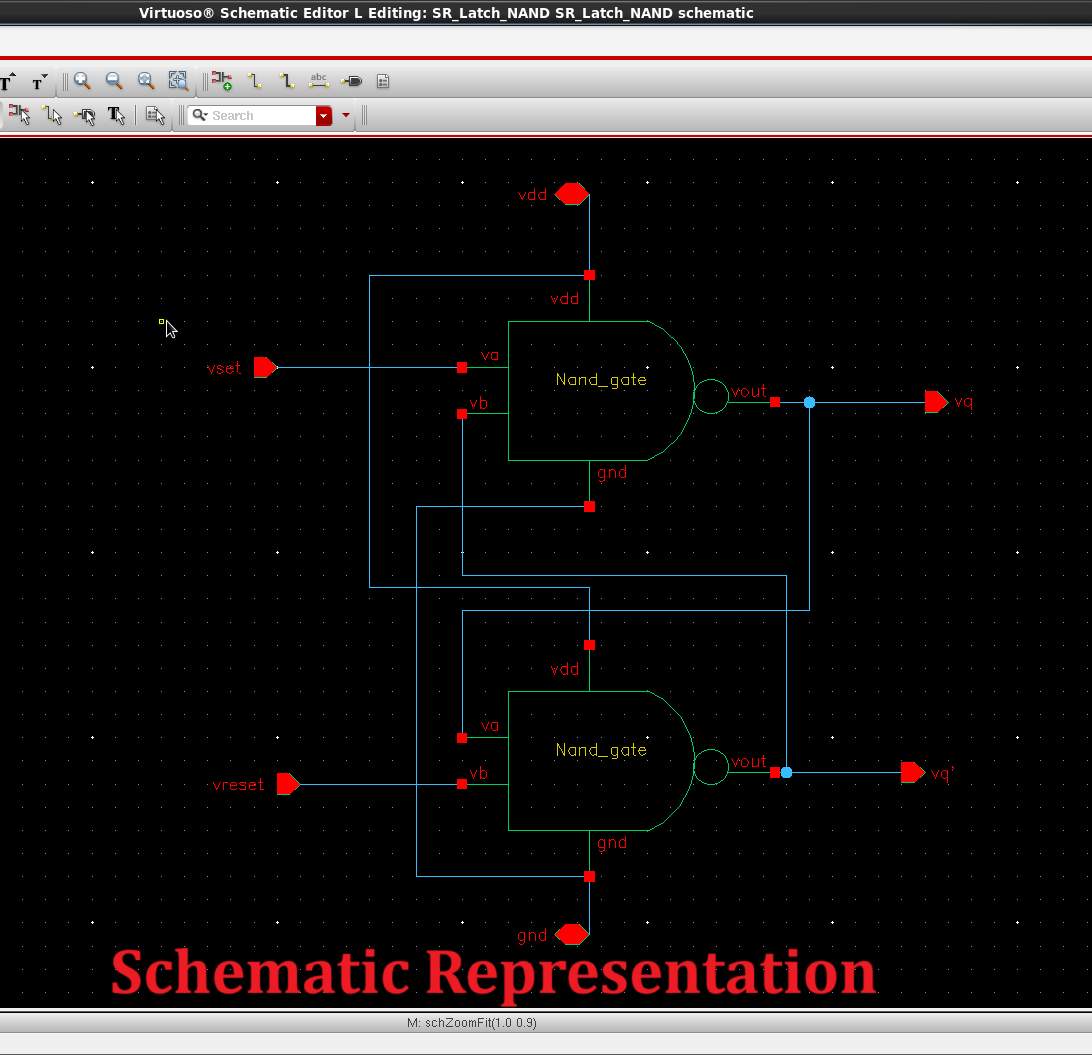 Virtuoso® Schematic Editor L Editing: SR_Latch_NAND SR_Latch_NAND schematic
T T abc
T Search
vdd
vdd
vset
va
Nand_gate
vb
vout
vq
gnd
vdd
va
Nand_gate
vb
vout
vq'
vreset
gnd
gnd
Schematic Representation
M: schZoomFit(1.0 0.9)